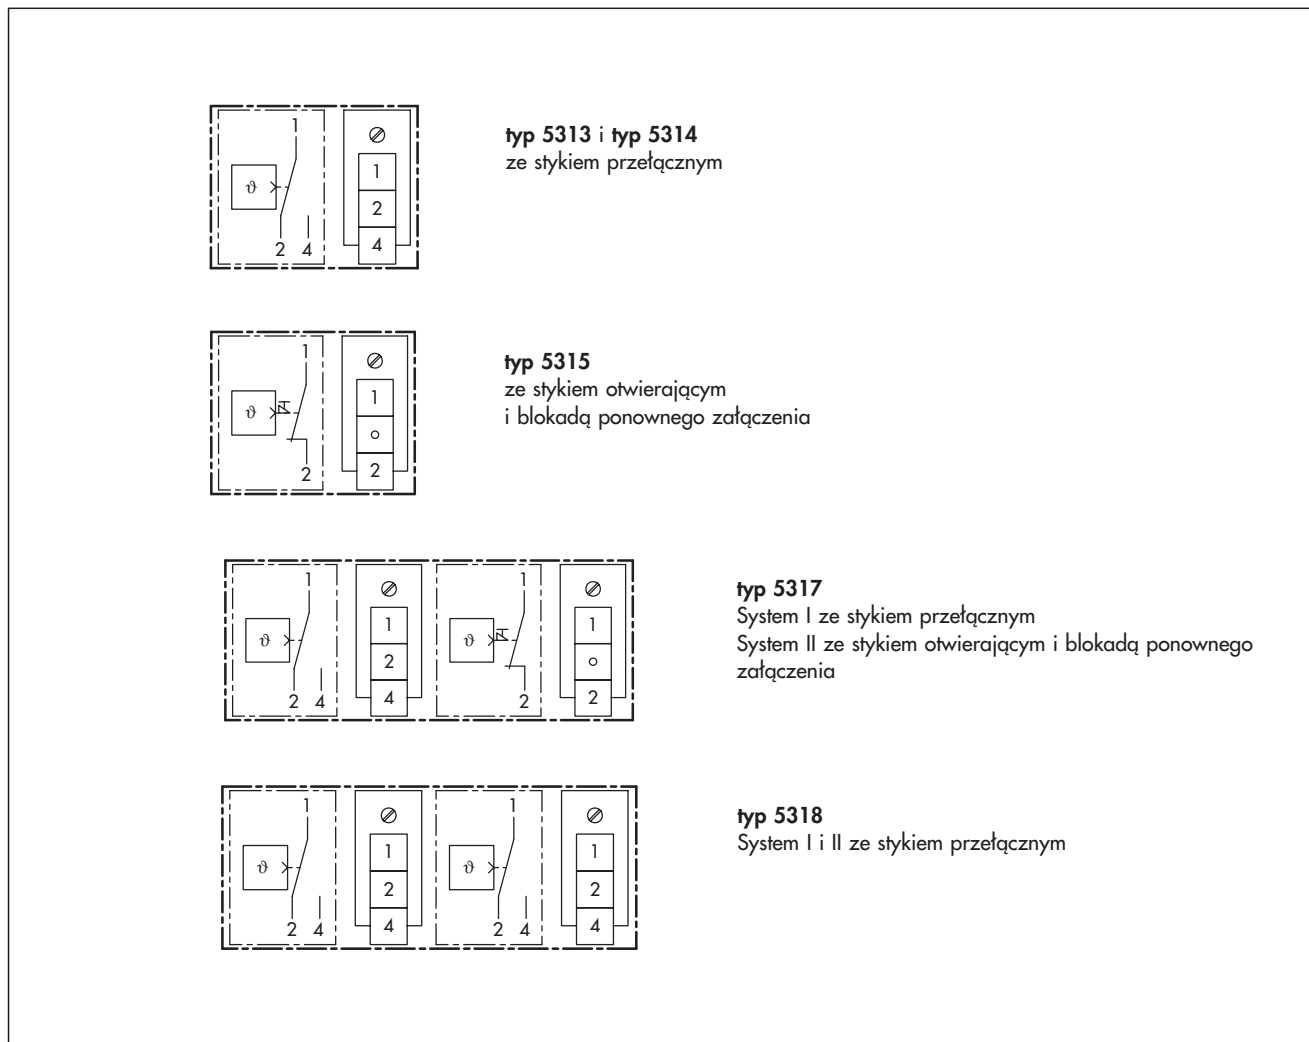 1
ϑ
2 4
1
2
4
typ 5313 i typ 5314
ze stykiem przełącznym
1
ϑ
2
1
2
typ 5315
ze stykiem otwierającym
i blokadą ponownego załączenia
1
ϑ
2 4
1
2
4
1
ϑ
2
1
2
typ 5317
System I ze stykiem przełącznym
System II ze stykiem otwierającym i blokadą ponownego
załączenia
1
ϑ
2 4
1
2
4
1
ϑ
2 4
1
2
4
typ 5318
System I i II ze stykiem przełącznym